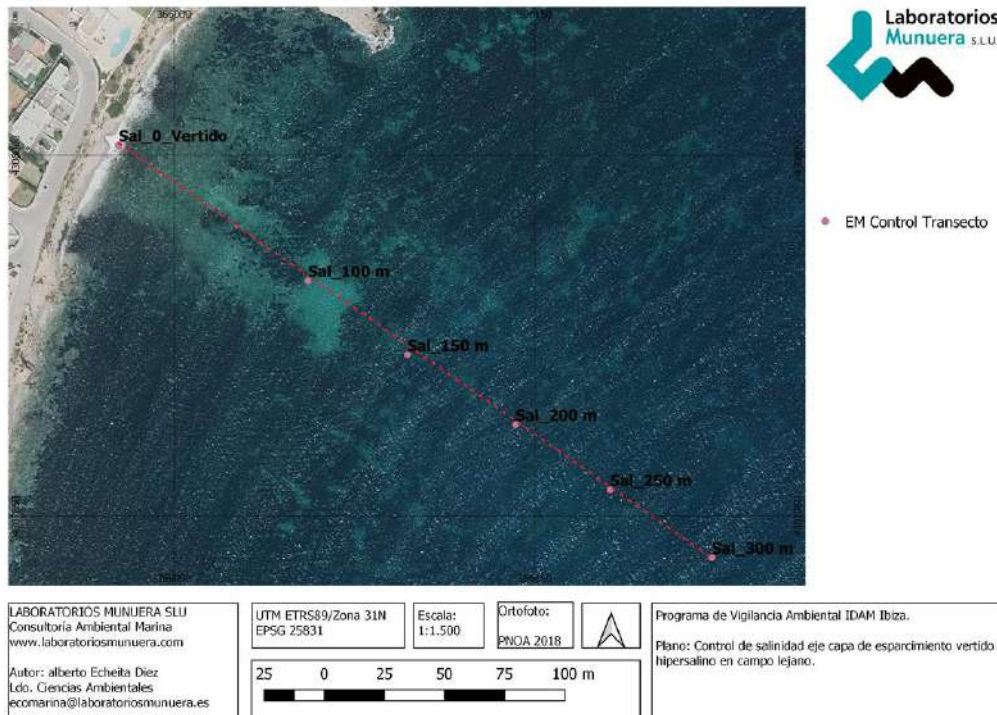 Laboratorios
Munuera S.L.U.
366000
Sal_0_Vertido
EM Control Transecto
Sal_100 m
Sal_150 m
Sal_200 m
Sal_250 m
Sal_300 m
LABORATORIOS MUNUERA SLU
Consultoría Ambiental Marina
www.laboratoriosmunuera.com
Autor: alberto Echeita Diez
Ldo. Ciencias Ambientales
ecomarina@laboratoriosmunuera.es
UTM ETRS89/Zona 31N
EPSG 25831
Escala:
1:1.500
Ortofoto:
PNOA 2018
25 0 25 50 75 100 m
Programa de Vigilancia Ambiental IDAM Ibiza.
Plano: Control de salinidad eje capa de esparcimiento vertido
hipersalino en campo lejano.